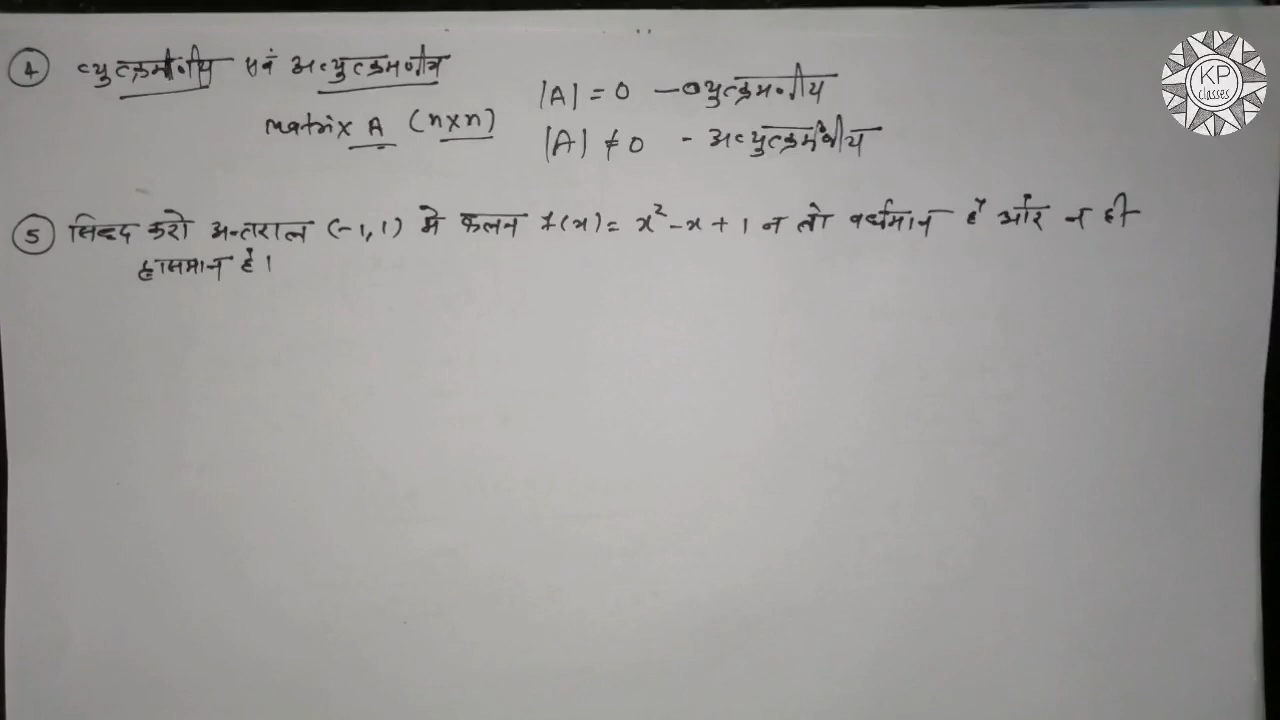 ④ व्युत्क्रमणीय एवं अव्युत्क्रमणीय
matrix A (n×n)
|A| = 0 – व्युत्क्रमणीय
|A| ≠ 0 - अव्युत्क्रमणीय
⑤ सिद्ध करो अन्तराल (-1,1) मे फलन f(x) = x² - x + 1 न तो वर्धमान है और न ही
ह्रासमान है।
KP
classes